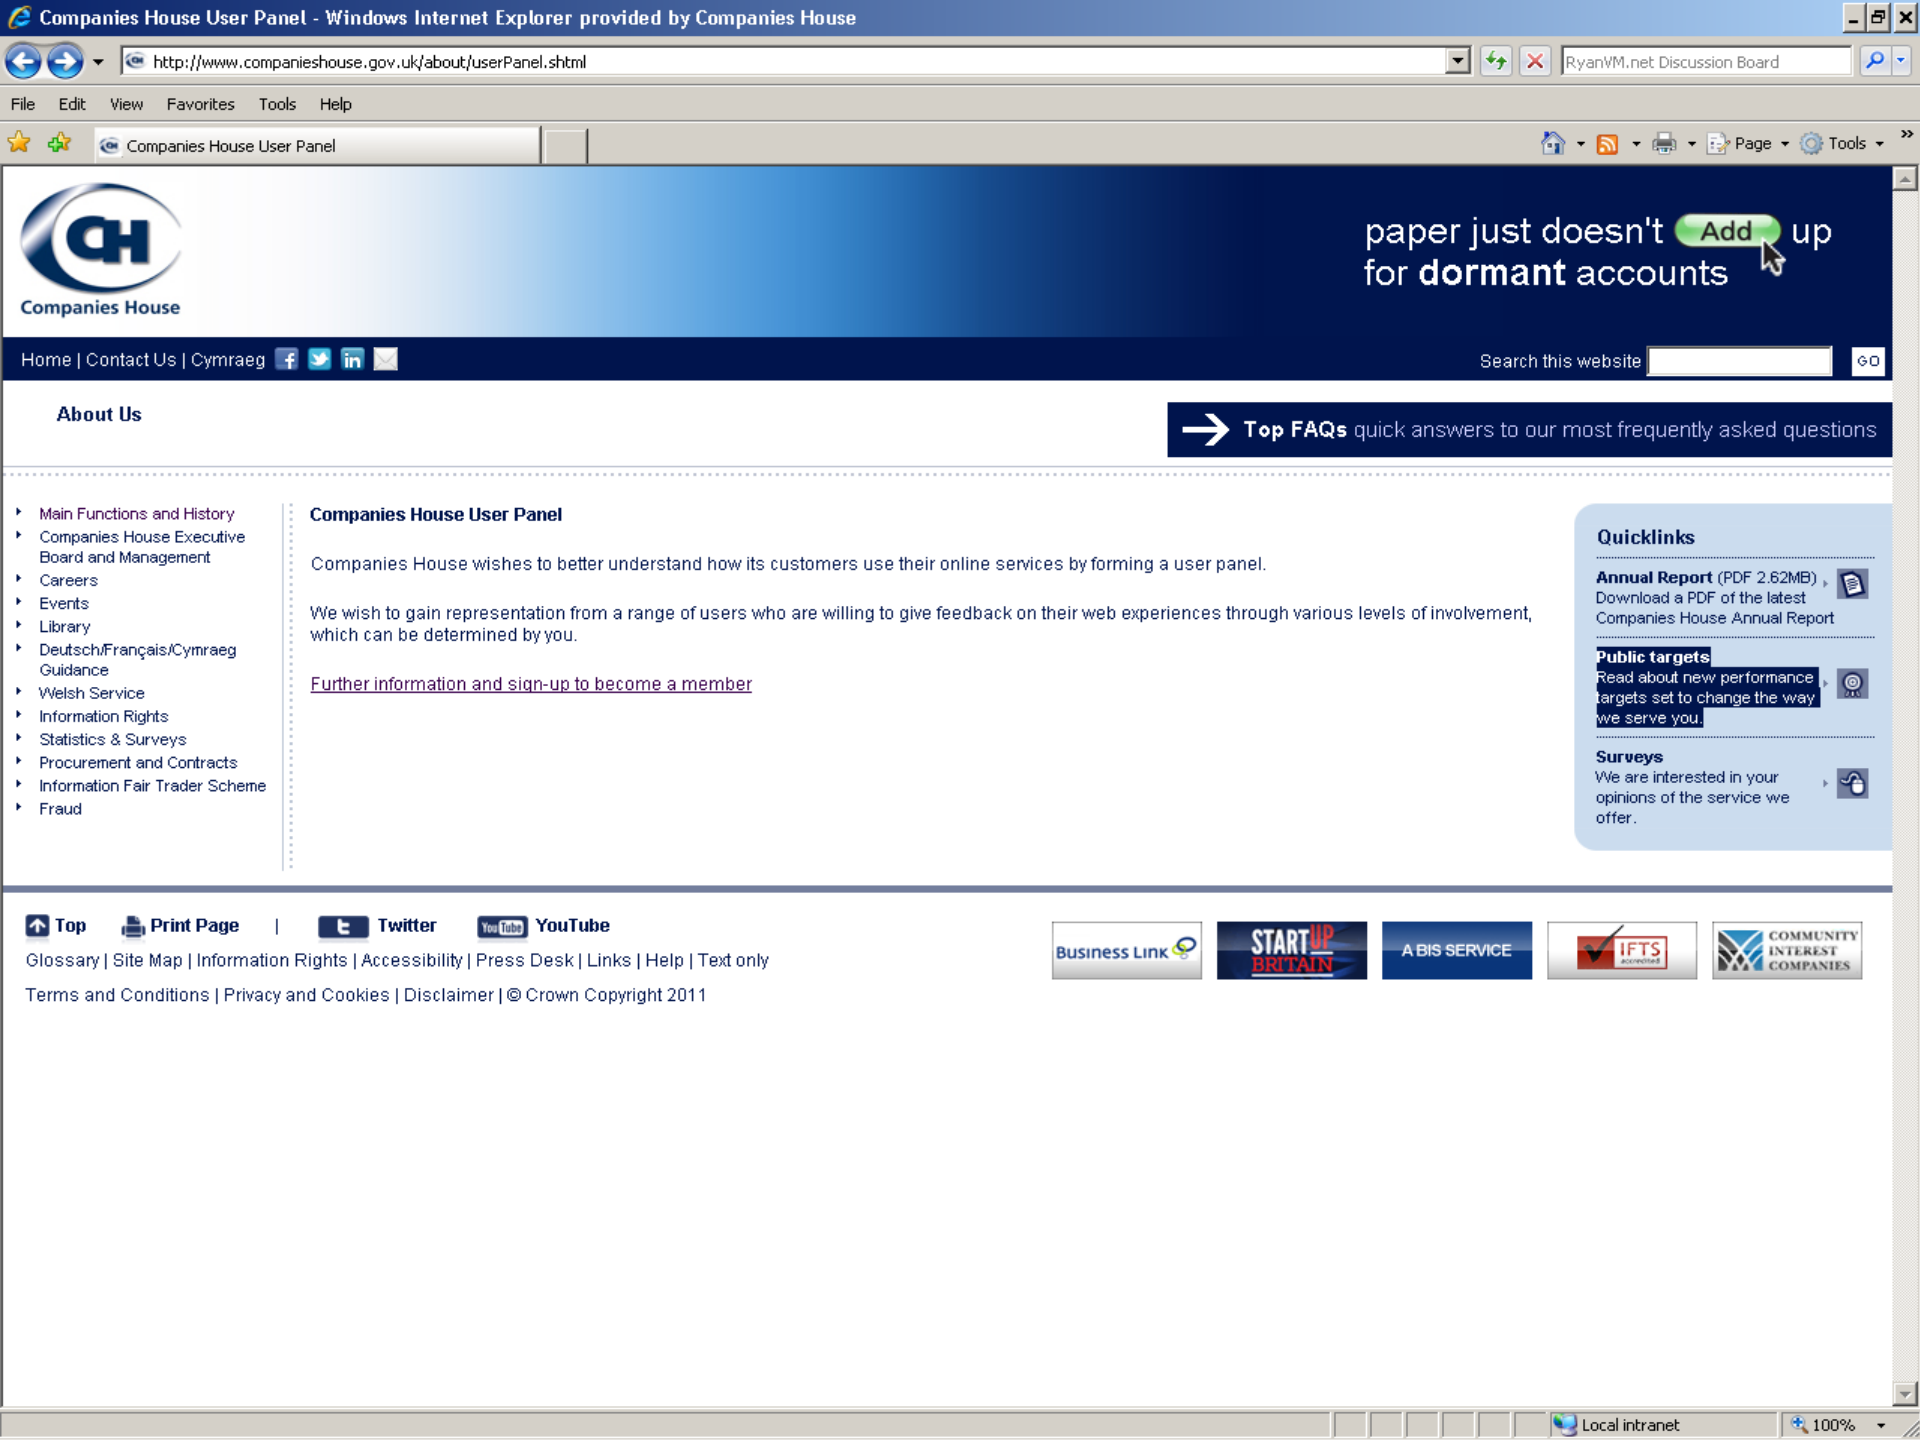 Companies House User Panel - Windows Internet Explorer provided by Companies House
http://www.companieshouse.gov.uk/about/userPanel.shtml
RyanVM.net Discussion Board
File Edit View Favorites Tools Help
Companies House User Panel
Page Tools »
CH
Companies House
paper just doesn't Add up
for dormant accounts
Home | Contact Us | Cymraeg
Search this website GO
About Us
Top FAQs quick answers to our most frequently asked questions
Main Functions and History
Companies House Executive
Board and Management
Careers
Events
Library
Deutsch/Français/Cymraeg
Guidance
Welsh Service
Information Rights
Statistics & Surveys
Procurement and Contracts
Information Fair Trader Scheme
Fraud
Companies House User Panel
Companies House wishes to better understand how its customers use their online services by forming a user panel.
We wish to gain representation from a range of users who are willing to give feedback on their web experiences through various levels of involvement,
which can be determined by you.
Further information and sign-up to become a member
Quicklinks
Annual Report (PDF 2.62MB)
Download a PDF of the latest
Companies House Annual Report
Public targets
Read about new performance
targets set to change the way
we serve you.
Surveys
We are interested in your
opinions of the service we
offer.
Top Print Page | Twitter YouTube YouTube
Glossary | Site Map | Information Rights | Accessibility | Press Desk | Links | Help | Text only
Terms and Conditions | Privacy and Cookies | Disclaimer | © Crown Copyright 2011
Business Link
STARTUP
BRITAIN
A BIS SERVICE
IFTS
accredited
COMMUNITY
INTEREST
COMPANIES
Local intranet
100%